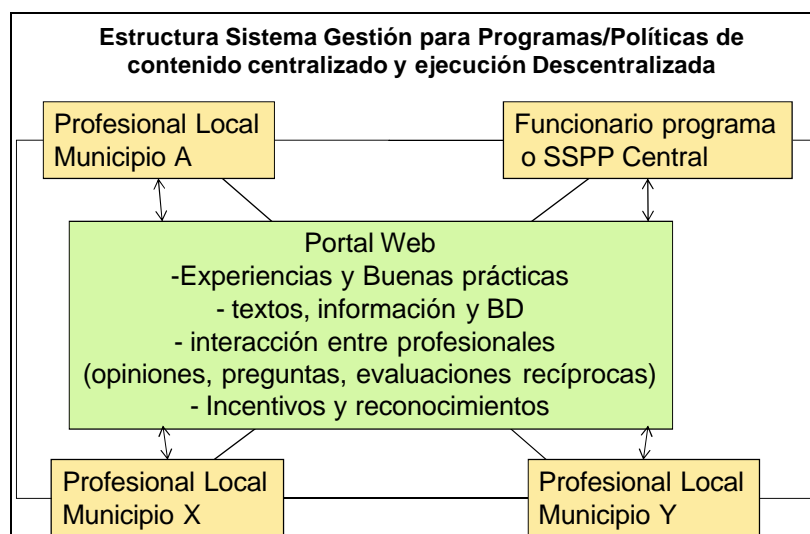 Estructura Sistema Gestión para Programas/Políticas de
contenido centralizado y ejecución Descentralizada
Profesional Local
Municipio A
Funcionario programa
o SSPP Central
Portal Web
-Experiencias y Buenas prácticas
- textos, información y BD
- interacción entre profesionales
(opiniones, preguntas, evaluaciones recíprocas)
- Incentivos y reconocimientos
Profesional Local
Municipio X
Profesional Local
Municipio Y